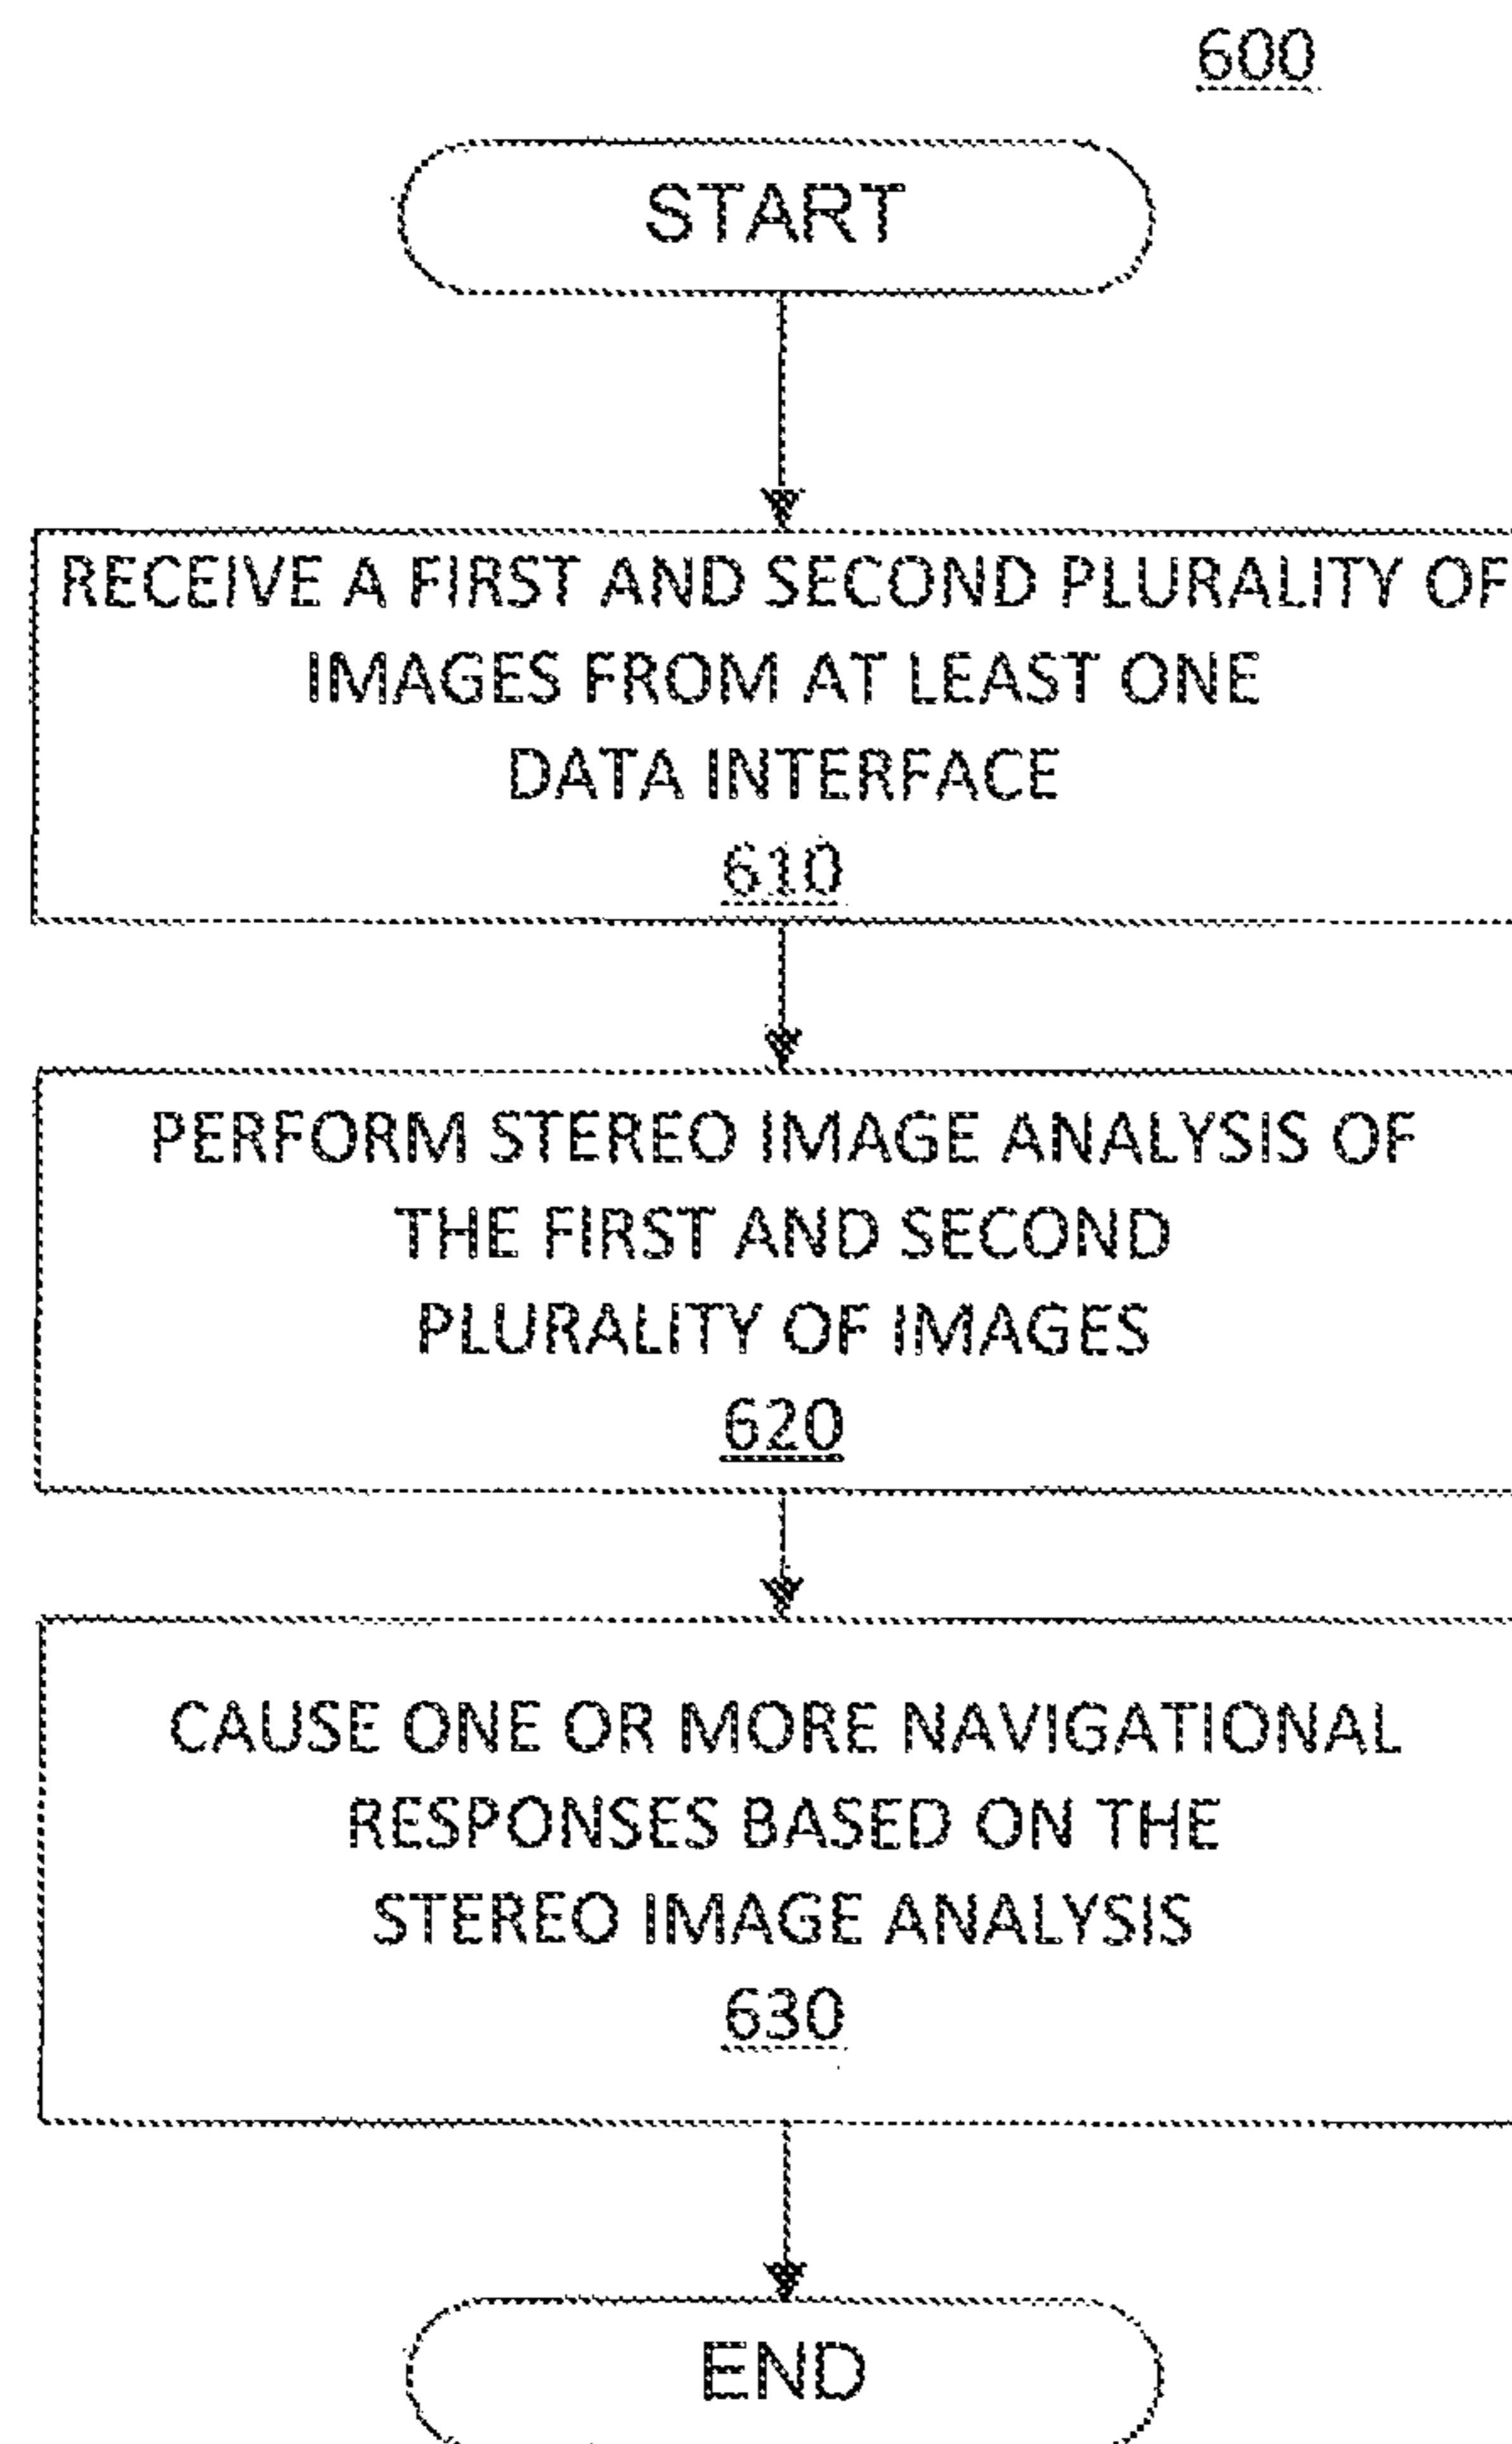 600
START
RECEIVE A FIRST AND SECOND PLURALITY OF
IMAGES FROM AT LEAST ONE
DATA INTERFACE
610
PERFORM STEREO IMAGE ANALYSIS OF
THE FIRST AND SECOND
PLURALITY OF IMAGES
620
CAUSE ONE OR MORE NAVIGATIONAL
RESPONSES BASED ON THE
STEREO IMAGE ANALYSIS
630
END